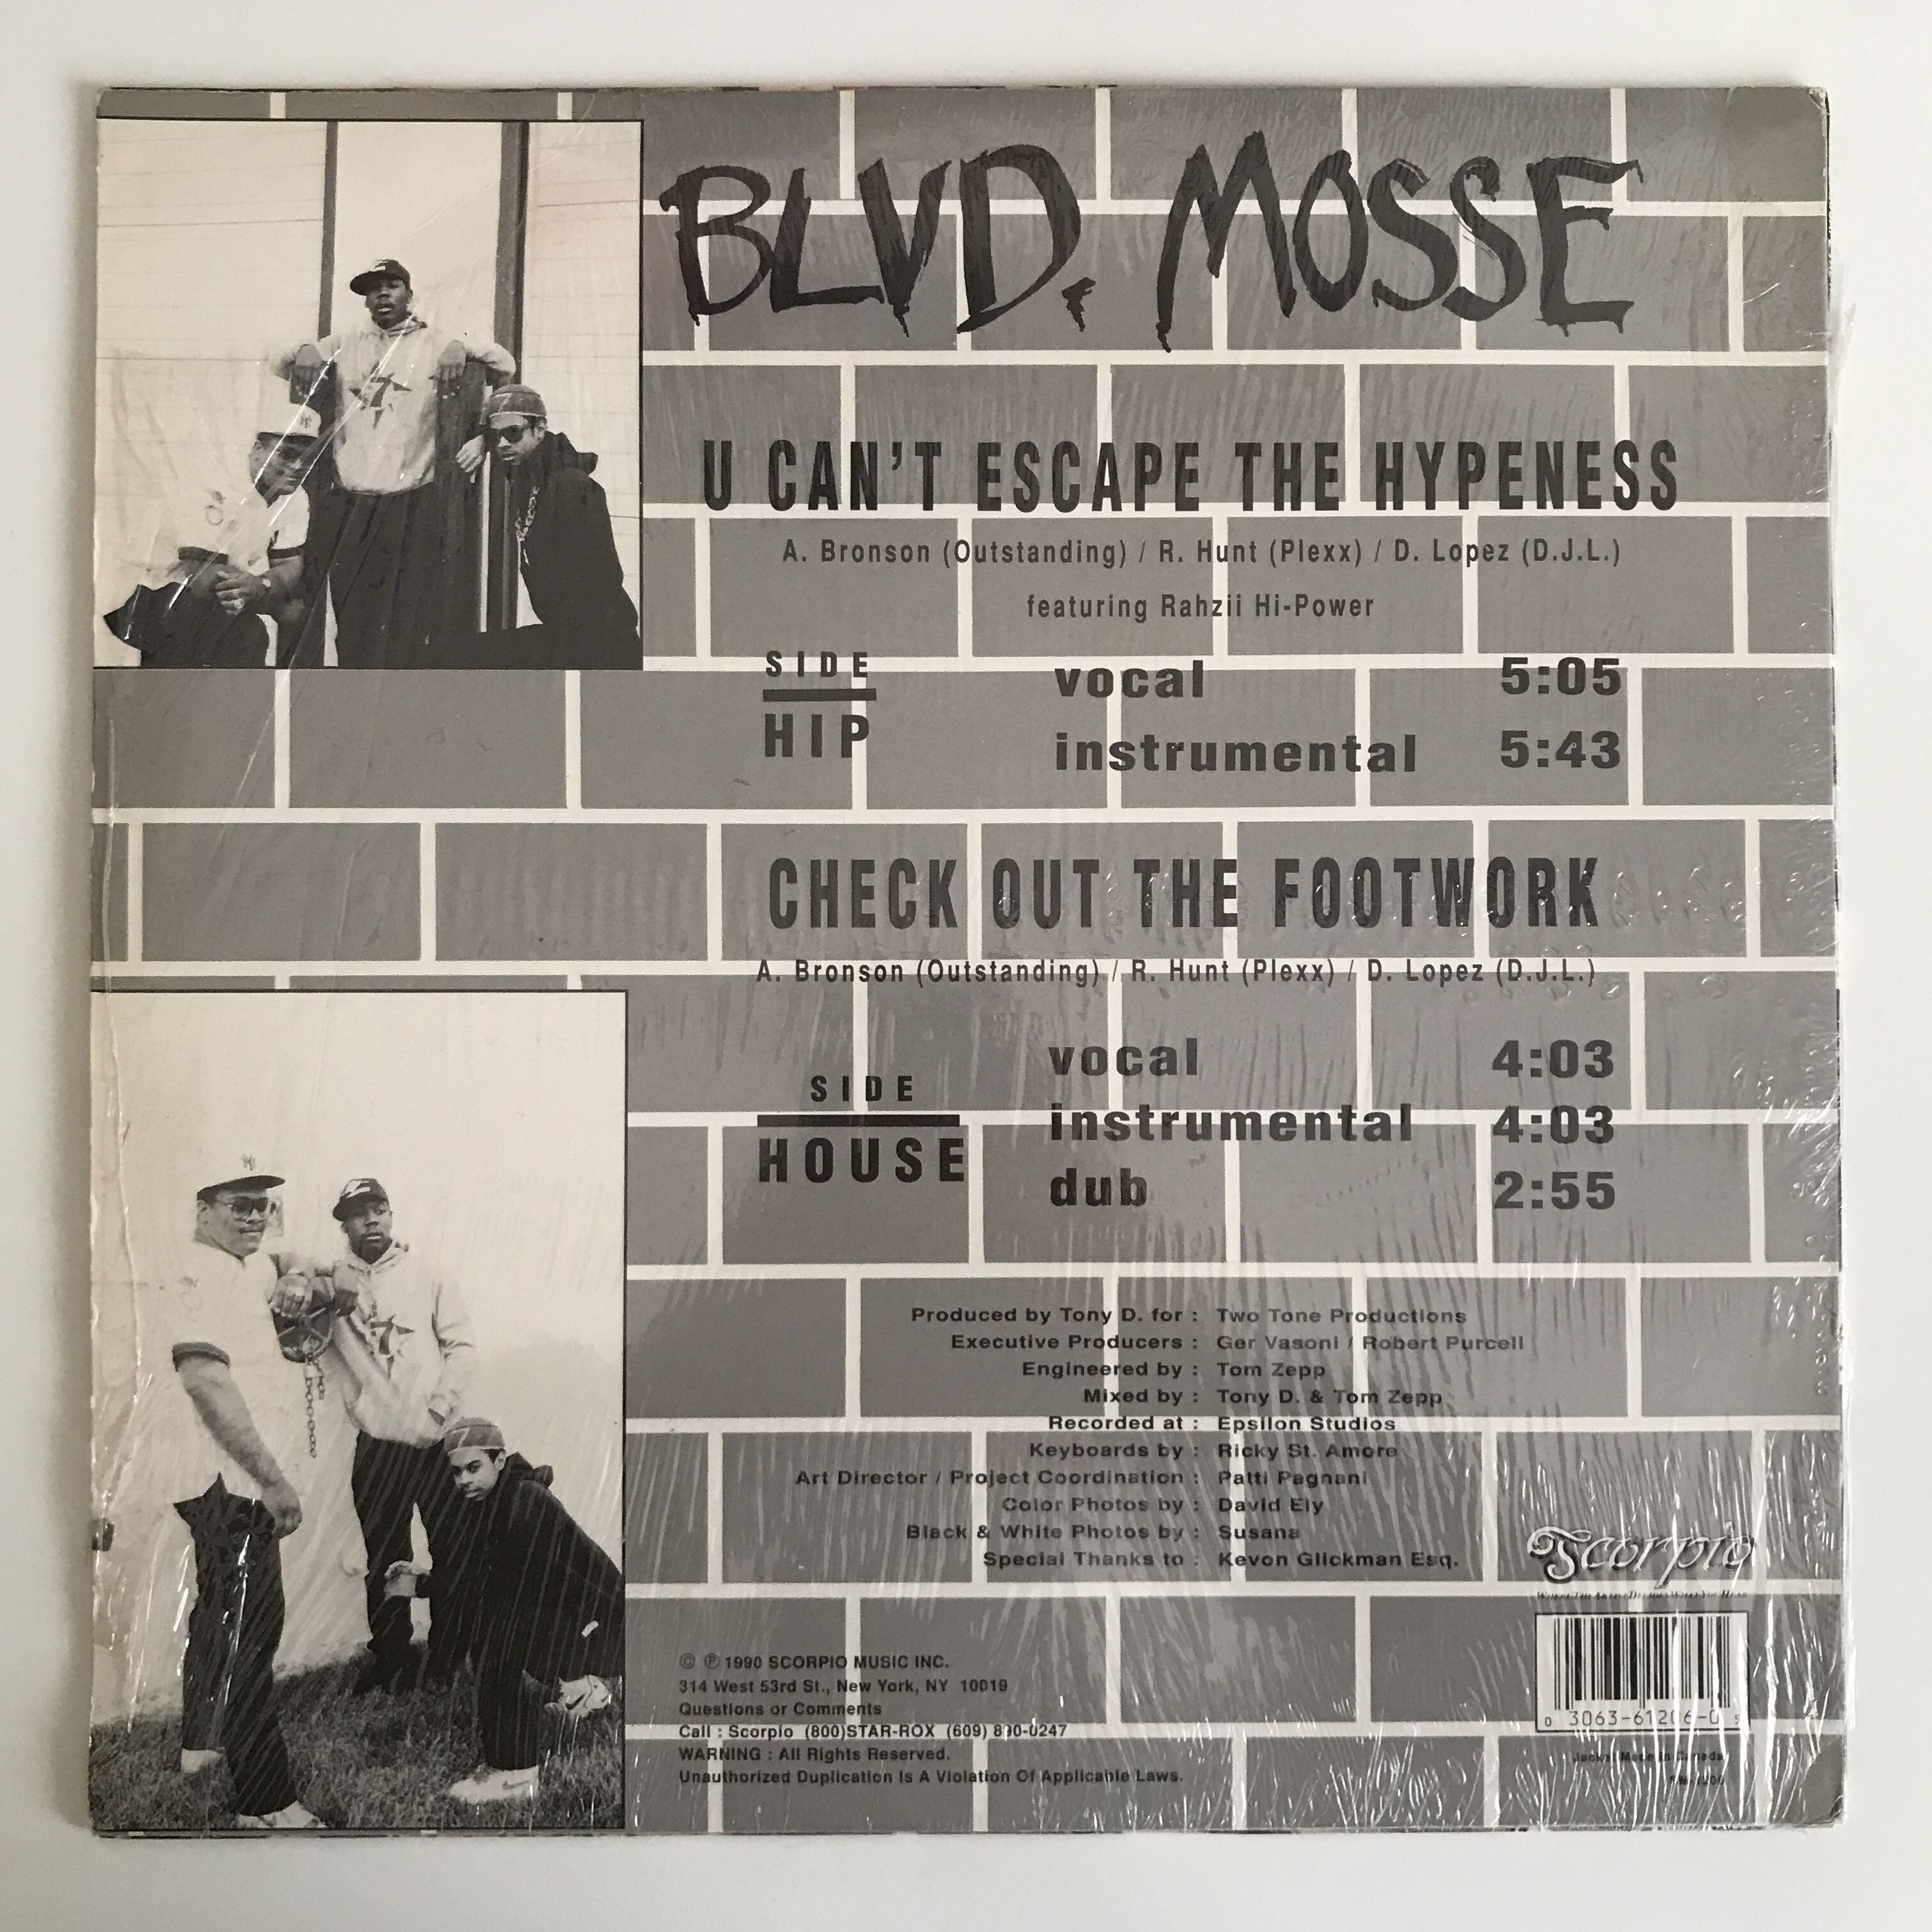 BLVD. MOSSE
U CAN'T ESCAPE THE HYPENESS
A. Bronson (Outstanding) / R. Hunt (Plexx) / D. Lopez (D.J.L.)
featuring Rahzii Hi-Power
SIDE
HIP
vocal 5:05
instrumental 5:43
CHECK OUT THE FOOTWORK
A. Bronson (Outstanding) / R. Hunt (Plexx) / D. Lopez (D.J.L.)
SIDE
HOUSE
vocal 4:03
instrumental 4:03
dub 2:55
Produced by Tony D. for : Two Tone Productions
Executive Producers : Ger Vasoni / Robert Purcell
Engineered by : Tom Zepp
Mixed by : Tony D. & Tom Zepp
Recorded at : Epsilon Studios
Keyboards by : Ricky St. Amore
Art Director / Project Coordination : Patti Pagnani
Color Photos by : David Ely
Black & White Photos by : Susana
Special Thanks to : Kevon Glickman Esq.
Scorpio
© ℗ 1990 SCORPIO MUSIC INC.
314 West 53rd St., New York, NY 10019
Questions or Comments
Call : Scorpio (800)STAR-ROX (609) 890-0247
WARNING : All Rights Reserved.
Unauthorized Duplication Is A Violation Of Applicable Laws.
0 3063-61206-0
Jacket Made In Canada